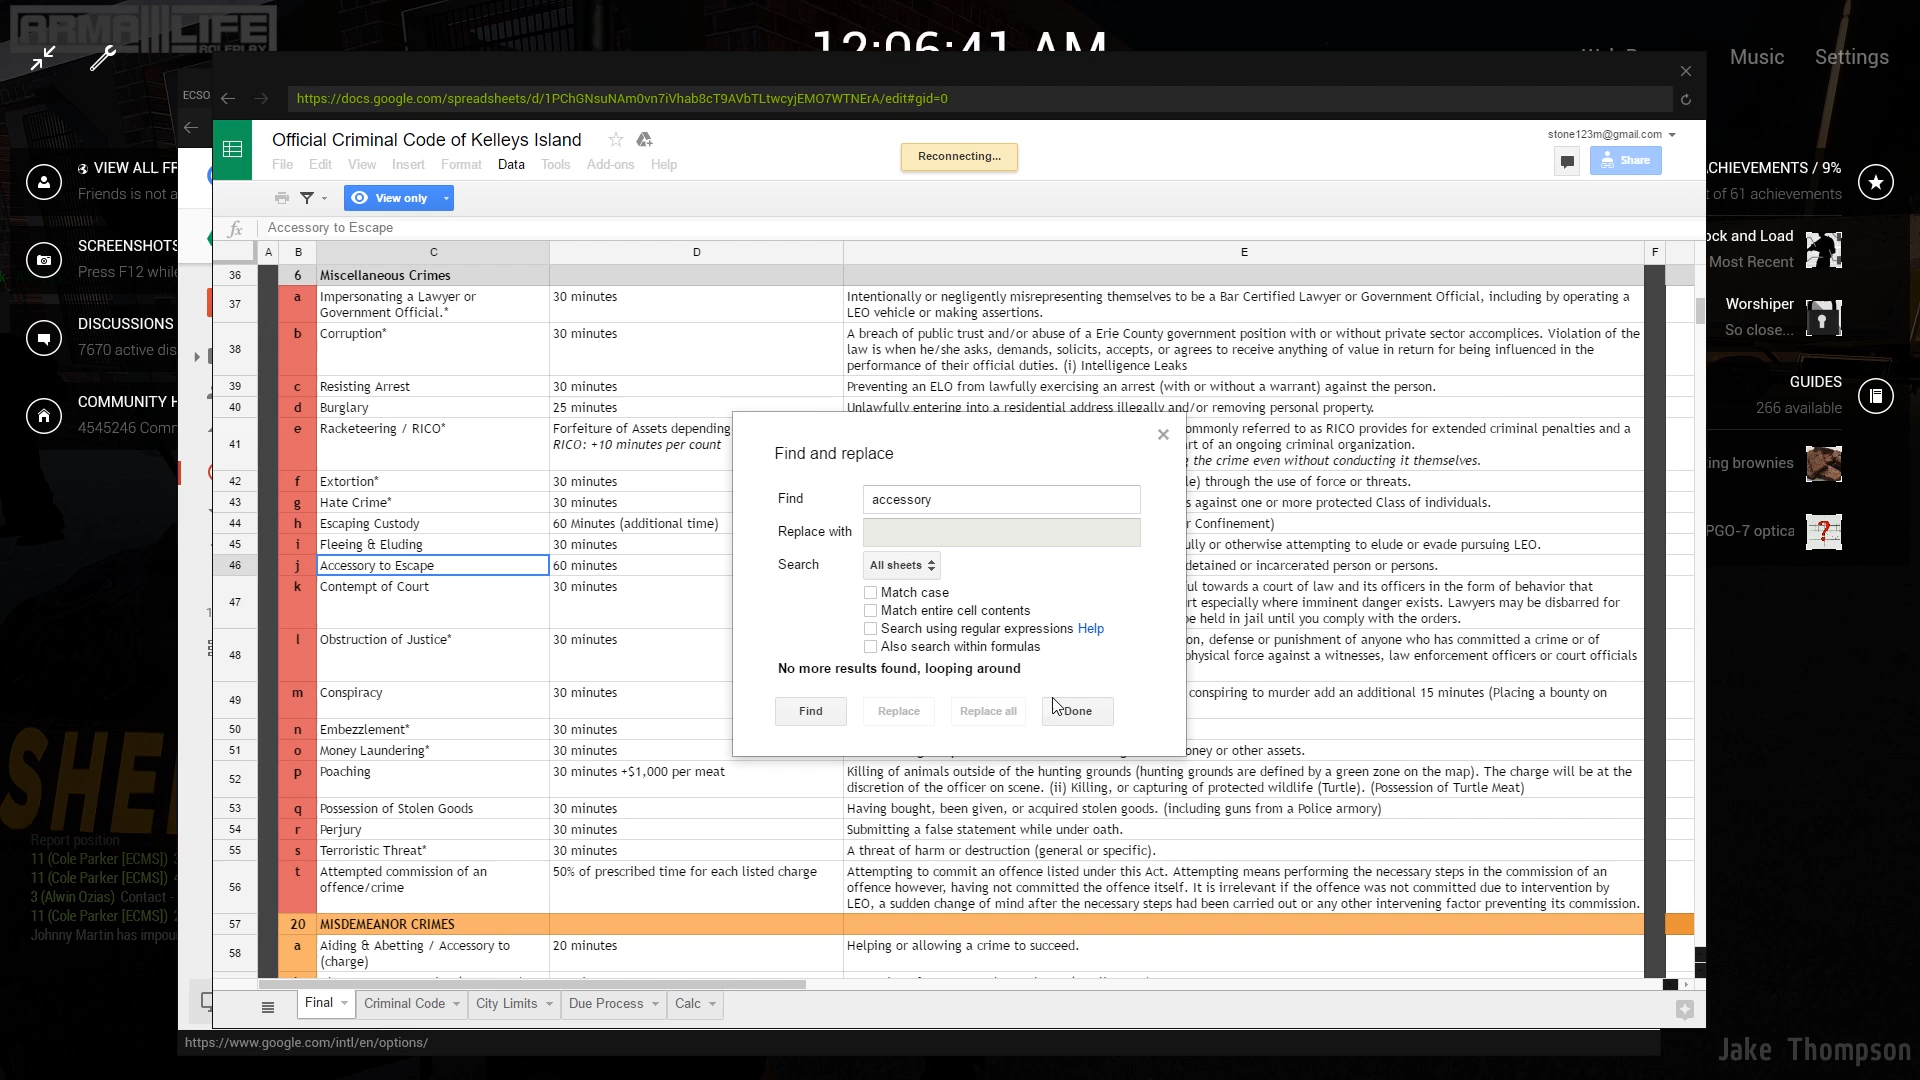 ARMA III LIFE
ROLEPLAY
12:06:41 AM
Music
Settings
ECSO
https://docs.google.com/spreadsheets/d/1PChGNsuNAm0vn7iVhab8cT9AVbTLtwcyjEMO7WTNErA/edit#gid=0
Official Criminal Code of Kelleys Island
Reconnecting...
stone123m@gmail.com
File Edit View Insert Format Data Tools Add-ons Help
Share
View only
fx Accessory to Escape
A B C D E F
36 6 Miscellaneous Crimes
37 a Impersonating a Lawyer or 30 minutes Intentionally or negligently misrepresenting themselves to be a Bar Certified Lawyer or Government Official, including by operating a
Government Official.* LEO vehicle or making assertions.
38 b Corruption* 30 minutes A breach of public trust and/or abuse of a Erie County government position with or without private sector accomplices. Violation of the
law is when he/she asks, demands, solicits, accepts, or agrees to receive anything of value in return for being influenced in the
performance of their official duties. (i) Intelligence Leaks
39 c Resisting Arrest 30 minutes Preventing an ELO from lawfully exercising an arrest (with or without a warrant) against the person.
40 d Burglary 25 minutes Unlawfully entering into a residential address illegally and/or removing personal property.
41 e Racketeering / RICO* Forfeiture of Assets depending commonly referred to as RICO provides for extended criminal penalties and a
RICO: +10 minutes per count rt of an ongoing criminal organization.
the crime even without conducting it themselves.
42 f Extortion* 30 minutes le) through the use of force or threats.
43 g Hate Crime* 30 minutes s against one or more protected Class of individuals.
44 h Escaping Custody 60 Minutes (additional time) r Confinement)
45 i Fleeing & Eluding 30 minutes lly or otherwise attempting to elude or evade pursuing LEO.
46 j Accessory to Escape 60 minutes detained or incarcerated person or persons.
47 k Contempt of Court 30 minutes ul towards a court of law and its officers in the form of behavior that
rt especially where imminent danger exists. Lawyers may be disbarred for
be held in jail until you comply with the orders.
48 l Obstruction of Justice* 30 minutes on, defense or punishment of anyone who has committed a crime or of
physical force against a witnesses, law enforcement officers or court officials
49 m Conspiracy 30 minutes conspiring to murder add an additional 15 minutes (Placing a bounty on
50 n Embezzlement* 30 minutes
51 o Money Laundering* 30 minutes oney or other assets.
52 p Poaching 30 minutes +$1,000 per meat Killing of animals outside of the hunting grounds (hunting grounds are defined by a green zone on the map). The charge will be at the
discretion of the officer on scene. (ii) Killing, or capturing of protected wildlife (Turtle). (Possession of Turtle Meat)
53 q Possession of Stolen Goods 30 minutes Having bought, been given, or acquired stolen goods. (including guns from a Police armory)
54 r Perjury 30 minutes Submitting a false statement while under oath.
55 s Terroristic Threat* 30 minutes A threat of harm or destruction (general or specific).
56 t Attempted commission of an 50% of prescribed time for each listed charge Attempting to commit an offence listed under this Act. Attempting means performing the necessary steps in the commission of an
offence/crime offence however, having not committed the offence itself. It is irrelevant if the offence was not committed due to intervention by
LEO, a sudden change of mind after the necessary steps had been carried out or any other intervening factor preventing its commission.
57 20 MISDEMEANOR CRIMES
58 a Aiding & Abetting / Accessory to 20 minutes Helping or allowing a crime to succeed.
(charge)
Find and replace
Find accessory
Replace with
Search All sheets
Match case
Match entire cell contents
Search using regular expressions Help
Also search within formulas
No more results found, looping around
Find Replace Replace all Done
Final Criminal Code City Limits Due Process Calc
https://www.google.com/intl/en/options/
VIEW ALL FR
Friends is not a
SCREENSHOTS
Press F12 while
DISCUSSIONS
7670 active dis
COMMUNITY H
4545246 Comm
ACHIEVEMENTS / 9%
of 61 achievements
ock and Load
Most Recent
Worshiper
So close...
GUIDES
266 available
ing brownies
PGO-7 optica
SHE
Report position
11 (Cole Parker [ECMS])
11 (Cole Parker [ECMS])
3 (Alwin Ozias) Contact -
11 (Cole Parker [ECMS])
Johnny Martin has impou
Jake Thompson